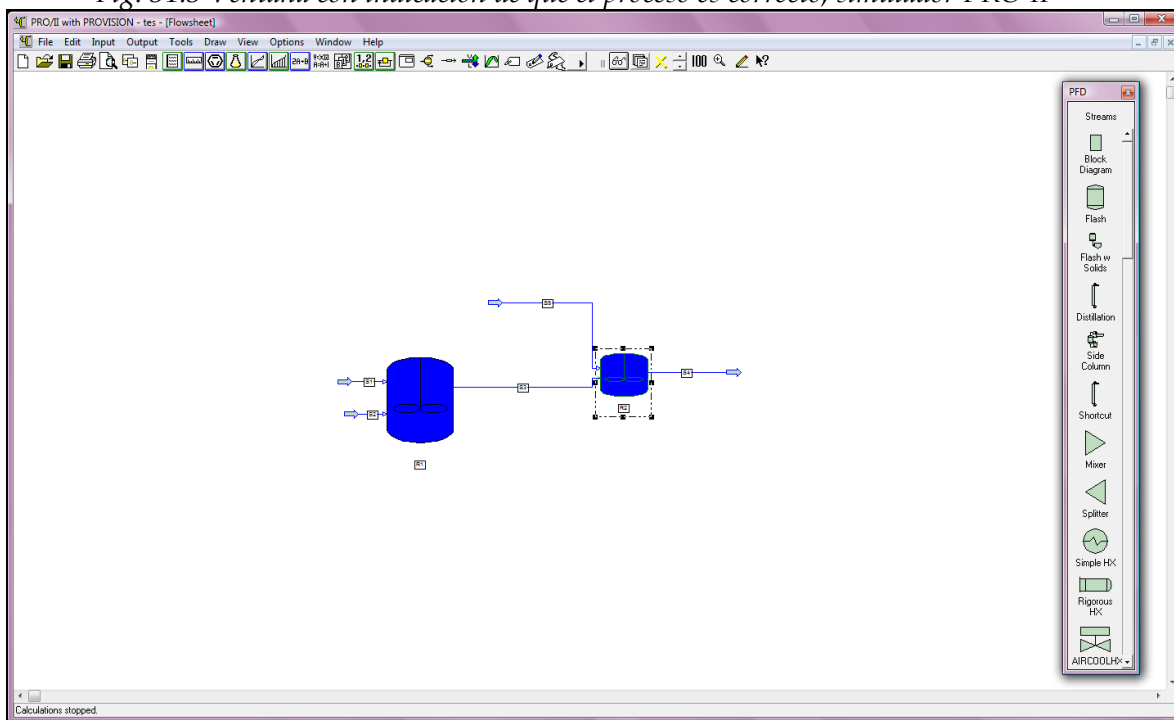 Fig. 31.3 Ventana con indicación de que el proceso es correcto, simulador PRO II
PRO/II with PROVISION - tes - [Flowsheet]
File Edit Input Output Tools Draw View Options Window Help
100
PFD
Streams
Block
Diagram
Flash
Flash w
Solids
Distillation
Side
Column
Shortcut
Mixer
Splitter
Simple HX
Rigorous
HX
AIRCOOLHX
S5
S1
S3
S4
S2
R2
R1
Calculations stopped.